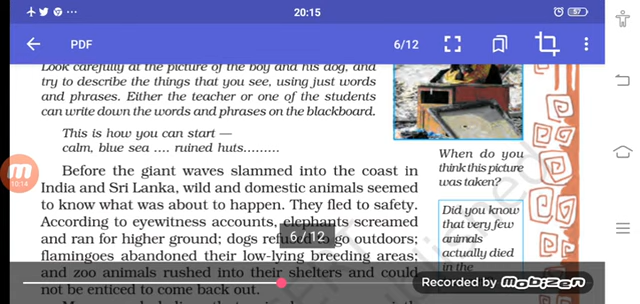 20:15
57
PDF
6/12
Look carefully at the picture of the boy and his dog, and
try to describe the things that you see, using just words
and phrases. Either the teacher or one of the students
can write down the words and phrases on the blackboard.
This is how you can start —
calm, blue sea .... ruined huts.........
Before the giant waves slammed into the coast in
India and Sri Lanka, wild and domestic animals seemed
to know what was about to happen. They fled to safety.
According to eyewitness accounts, elephants screamed
and ran for higher ground; dogs to go outdoors;
flamingoes abandoned their low-lying breeding areas;
and zoo animals rushed into their shelters and could
not be enticed to come back out.
6/12
M
10:14
When do you
think this picture
was taken?
Did you know
that very few
animals
actually died
in the
Recorded by Mobizen